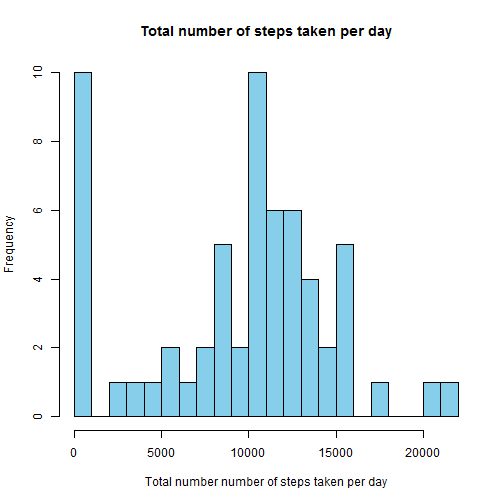 Total number of steps taken per day
Frequency
10
8
6
4
2
0
0 5000 10000 15000 20000
Total number number of steps taken per day